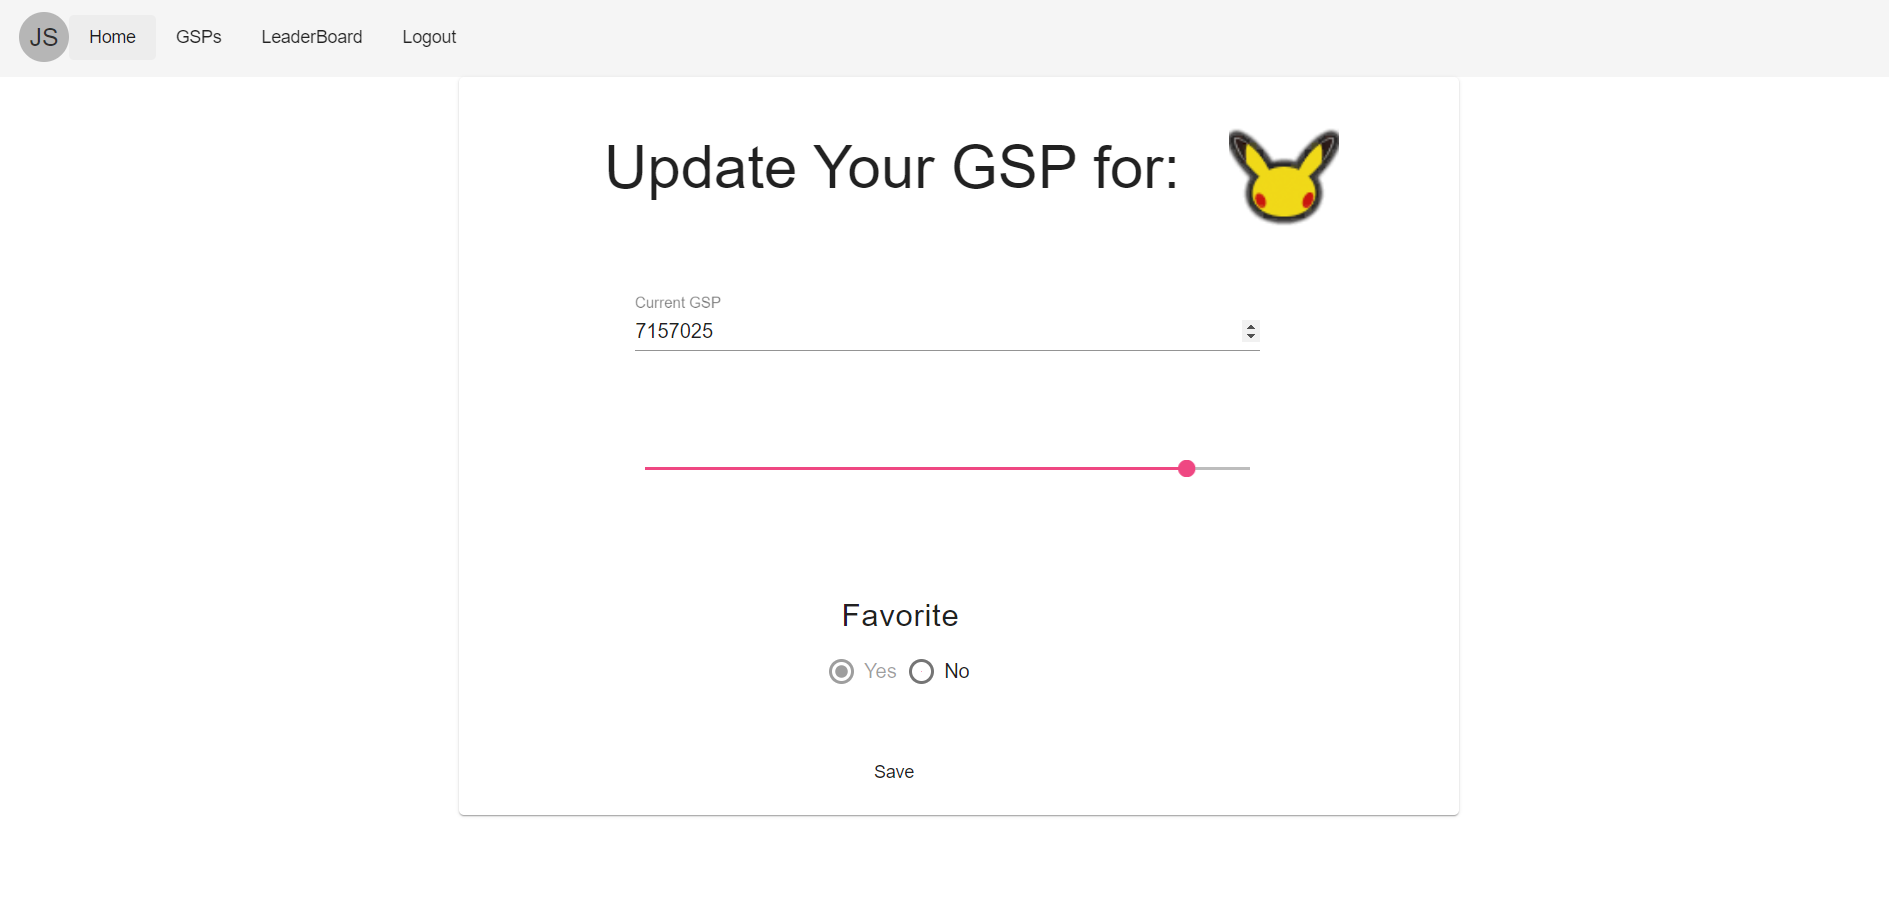 JS Home GSPs LeaderBoard Logout
Update Your GSP for:
Current GSP
7157025
Favorite
Yes No
Save